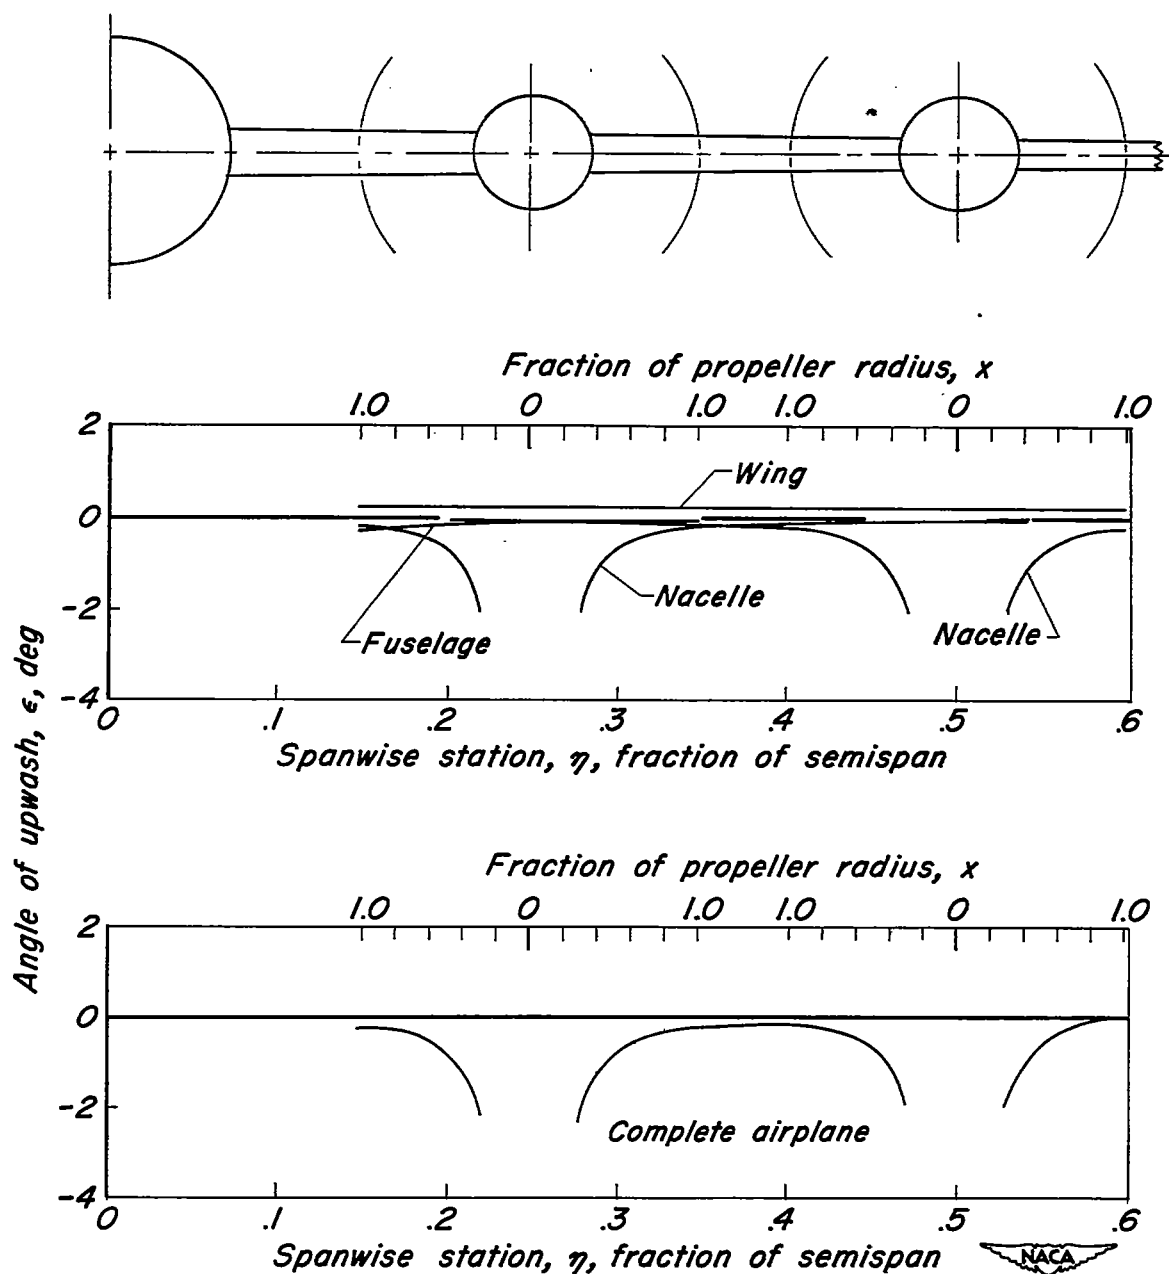 Fraction of propeller radius, x
1.0 0 1.0 1.0 0 1.0
2
0
-2
-4
Wing
Nacelle
Fuselage
Nacelle
0 .1 .2 .3 .4 .5 .6
Spanwise station, η, fraction of semispan
Angle of upwash, ϵ, deg
Fraction of propeller radius, x
1.0 0 1.0 1.0 0 1.0
2
0
-2
-4
Complete airplane
0 .1 .2 .3 .4 .5 .6
Spanwise station, η, fraction of semispan
NACA